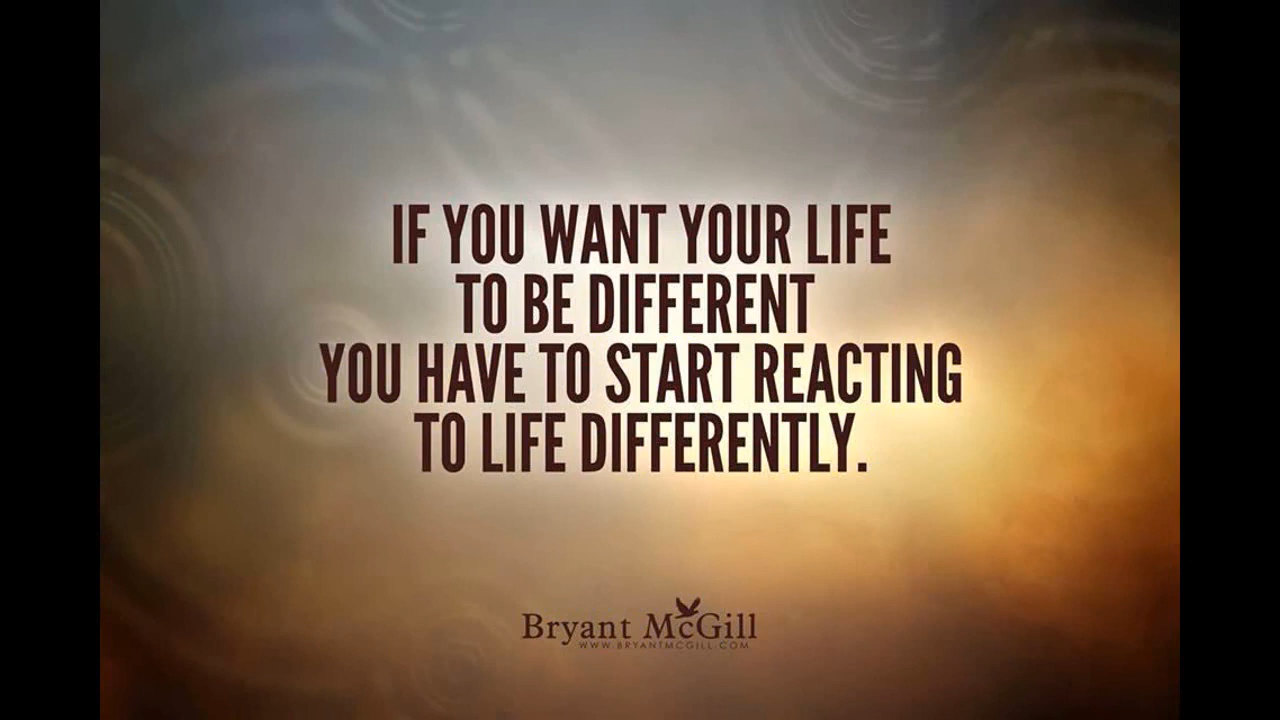 IF YOU WANT YOUR LIFE
TO BE DIFFERENT
YOU HAVE TO START REACTING
TO LIFE DIFFERENTLY.
Bryant McGill
WWW.BRYANTMCGILL.COM